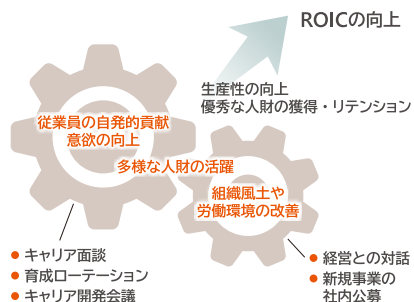 ROICの向上
生産性の向上
優秀な人財の獲得・リテンション
従業員の自発的貢献
意欲の向上
多様な人財の活躍
組織風土や
労働環境の改善
● キャリア面談
● 育成ローテーション
● キャリア開発会議
● 経営との対話
● 新規事業の
社内公募